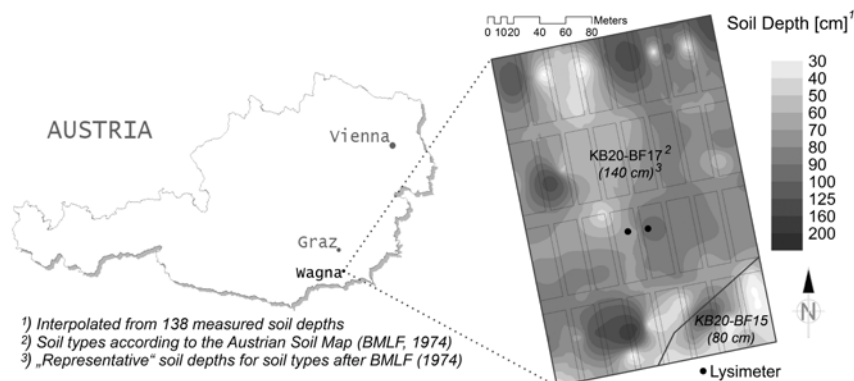 Meters
0 10 20 40 60 80
Soil Depth [cm]¹
30
40
50
60
70
80
90
100
125
160
200
AUSTRIA
Vienna
Graz
Wagna
KB20-BF17²
(140 cm)³
KB20-BF15
(80 cm)
N
Lysimeter
¹) Interpolated from 138 measured soil depths
²) Soil types according to the Austrian Soil Map (BMLF, 1974)
³) „Representative“ soil depths for soil types after BMLF (1974)